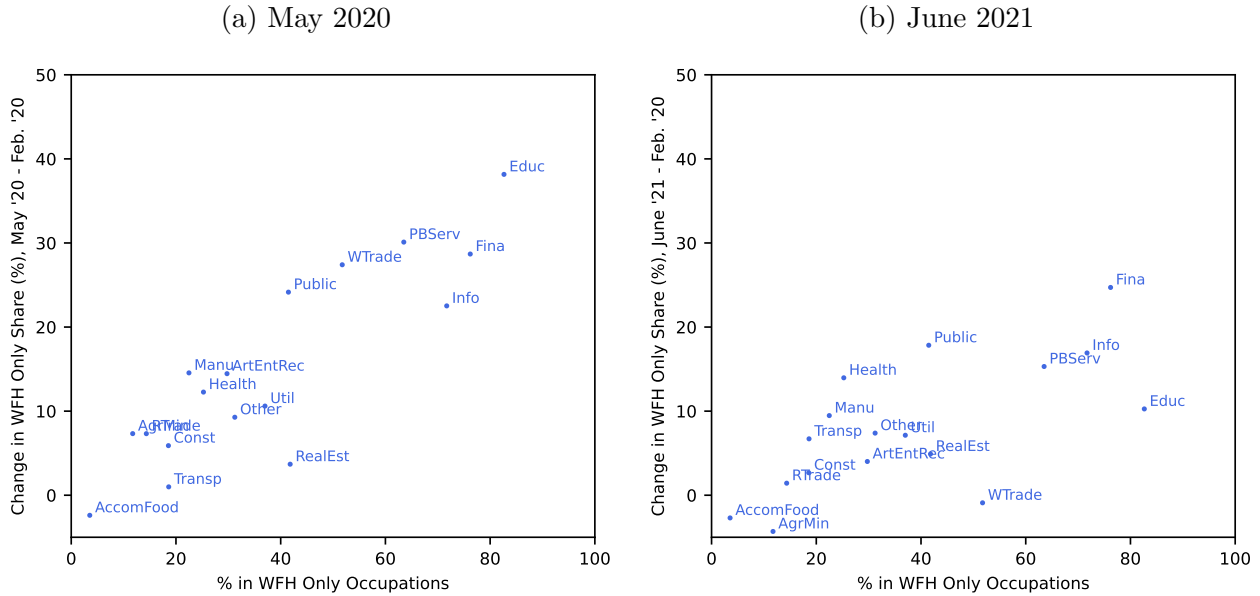 (a) May 2020
Change in WFH Only Share (%), May '20 - Feb. '20
50
40
30
20
10
0
Educ
PBServ
Fina
WTrade
Public
Info
Manu
ArtEntRec
Health
Util
Other
AgrMin
RTrade
Const
RealEst
Transp
AccomFood
0 20 40 60 80 100
% in WFH Only Occupations
(b) June 2021
Change in WFH Only Share (%), June '21 - Feb. '20
50
40
30
20
10
0
Fina
Public
Info
PBServ
Health
Educ
Manu
Other
Util
Transp
RealEst
ArtEntRec
Const
RTrade
WTrade
AccomFood
AgrMin
0 20 40 60 80 100
% in WFH Only Occupations